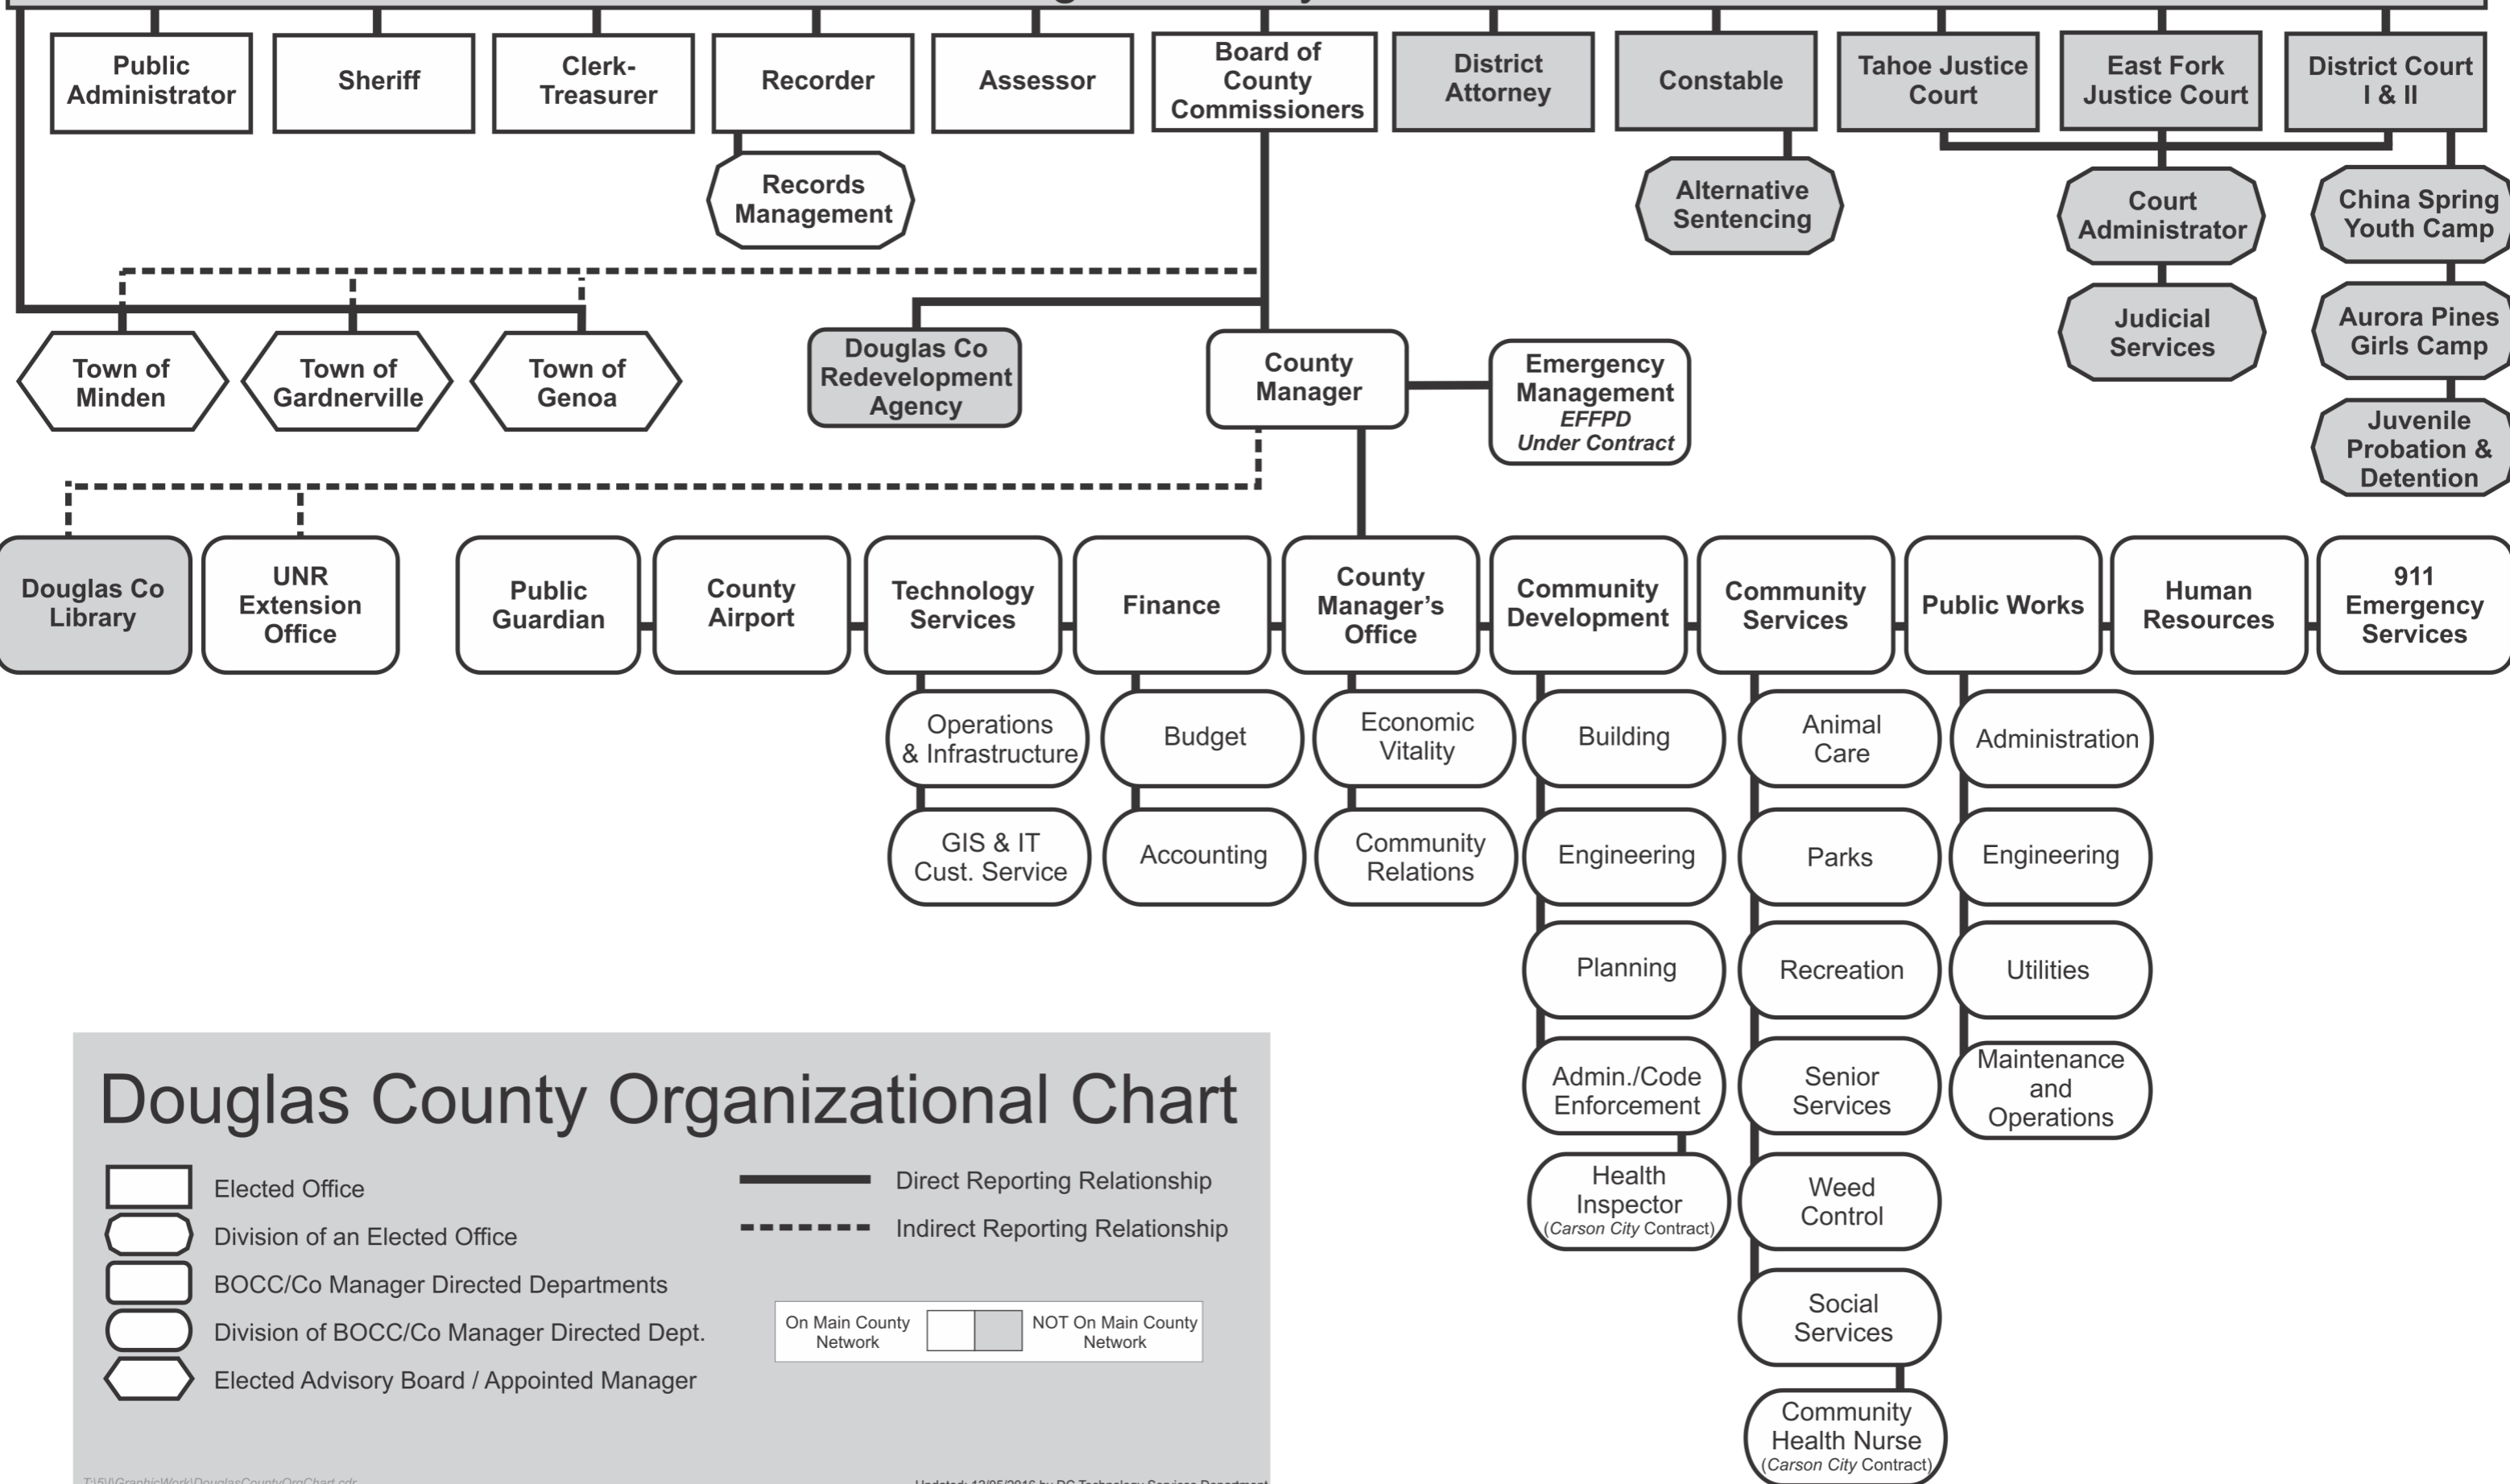 Public
Administrator
Sheriff
Clerk-
Treasurer
Recorder
Assessor
Board of
County
Commissioners
District
Attorney
Constable
Tahoe Justice
Court
East Fork
Justice Court
District Court
I & II
Records
Management
Alternative
Sentencing
Court
Administrator
China Spring
Youth Camp
Judicial
Services
Aurora Pines
Girls Camp
Juvenile
Probation &
Detention
Town of
Minden
Town of
Gardnerville
Town of
Genoa
Douglas Co
Redevelopment
Agency
County
Manager
Emergency
Management
EFFPD
Under Contract
Douglas Co
Library
UNR
Extension
Office
Public
Guardian
County
Airport
Technology
Services
Finance
County
Manager’s
Office
Community
Development
Community
Services
Public Works
Human
Resources
911
Emergency
Services
Operations
& Infrastructure
GIS & IT
Cust. Service
Budget
Accounting
Economic
Vitality
Community
Relations
Building
Engineering
Planning
Admin./Code
Enforcement
Health
Inspector
(Carson City Contract)
Animal
Care
Parks
Recreation
Senior
Services
Weed
Control
Social
Services
Community
Health Nurse
(Carson City Contract)
Administration
Engineering
Utilities
Maintenance
and
Operations
Douglas County Organizational Chart
Elected Office
Division of an Elected Office
BOCC/Co Manager Directed Departments
Division of BOCC/Co Manager Directed Dept.
Elected Advisory Board / Appointed Manager
Direct Reporting Relationship
Indirect Reporting Relationship
On Main County
Network
NOT On Main County
Network
Updated: 12/05/2016 by DC Technology Services Department